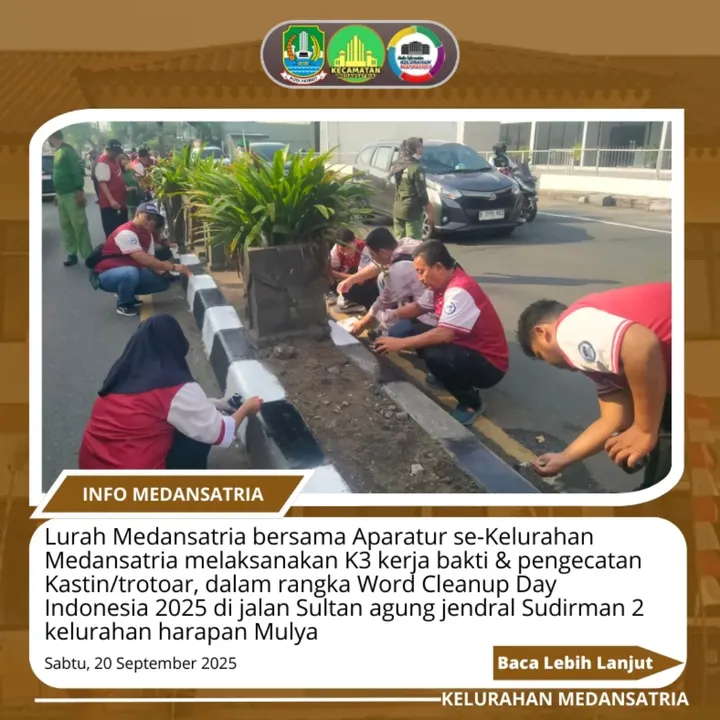 KECAMATAN
INFO MEDANSATRIA
Lurah Medansatria bersama Aparatur se-Kelurahan
Medansatria melaksanakan K3 kerja bakti & pengecatan
Kastin/trotoar, dalam rangka Word Cleanup Day
Indonesia 2025 di jalan Sultan agung jendral Sudirman 2
kelurahan harapan Mulya
Sabtu, 20 September 2025
Baca Lebih Lanjut
KELURAHAN MEDANSATRIA